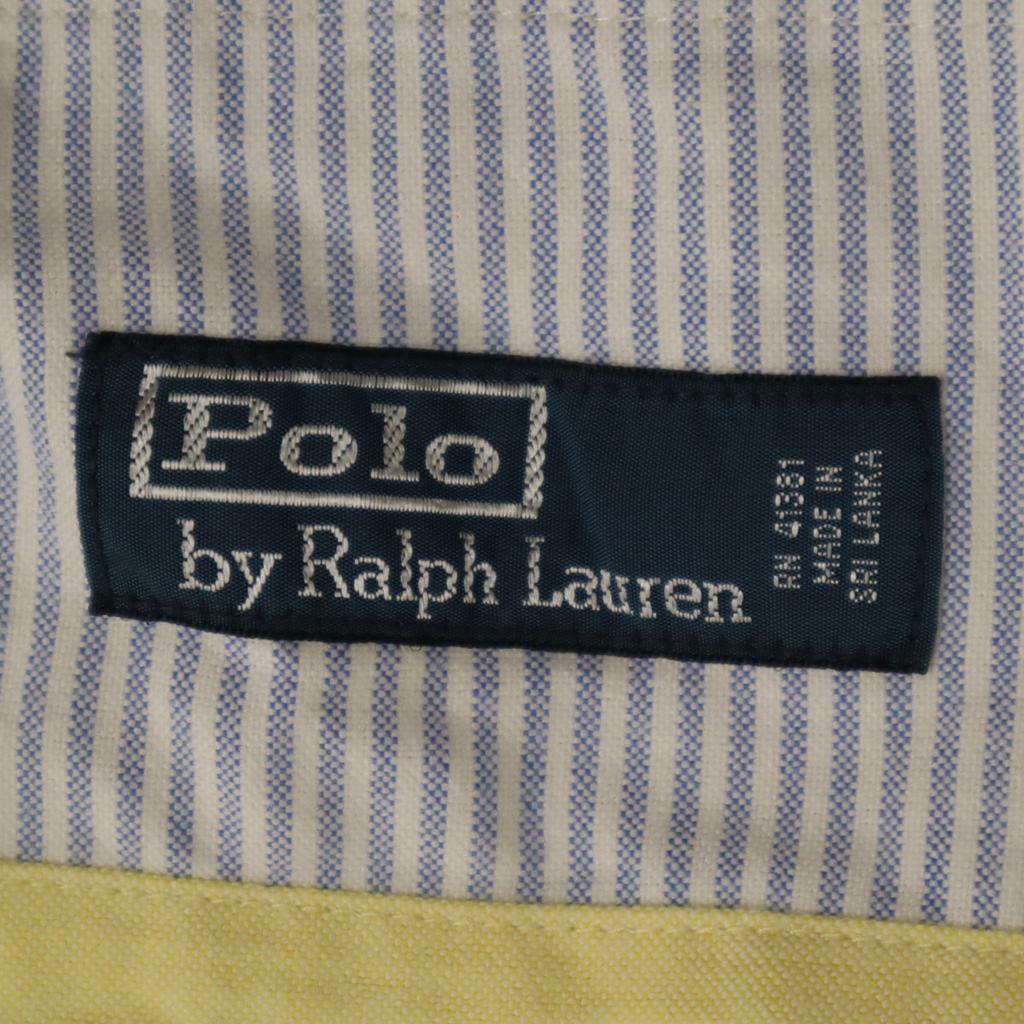 Polo
by Ralph Lauren
RN 41381
MADE IN
SRI LANKA